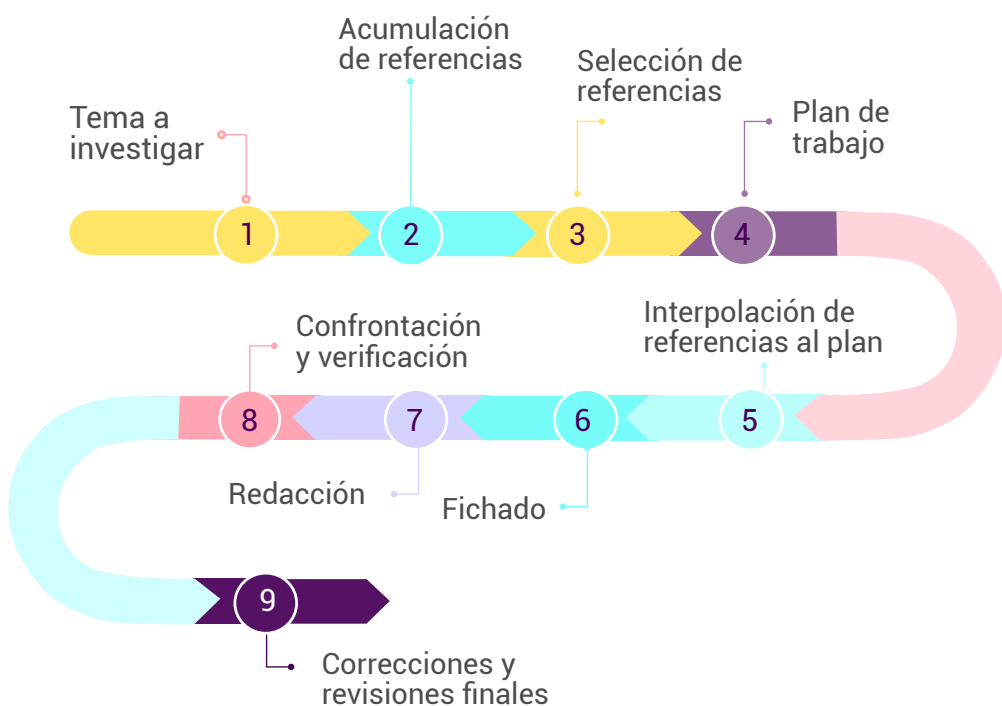 Tema a
investigar
1
Acumulación
de referencias
2
Selección de
referencias
3
Plan de
trabajo
4
Interpolación de
referencias al plan
5
Fichado
6
Redacción
7
Confrontación
y verificación
8
9
Correcciones y
revisiones finales